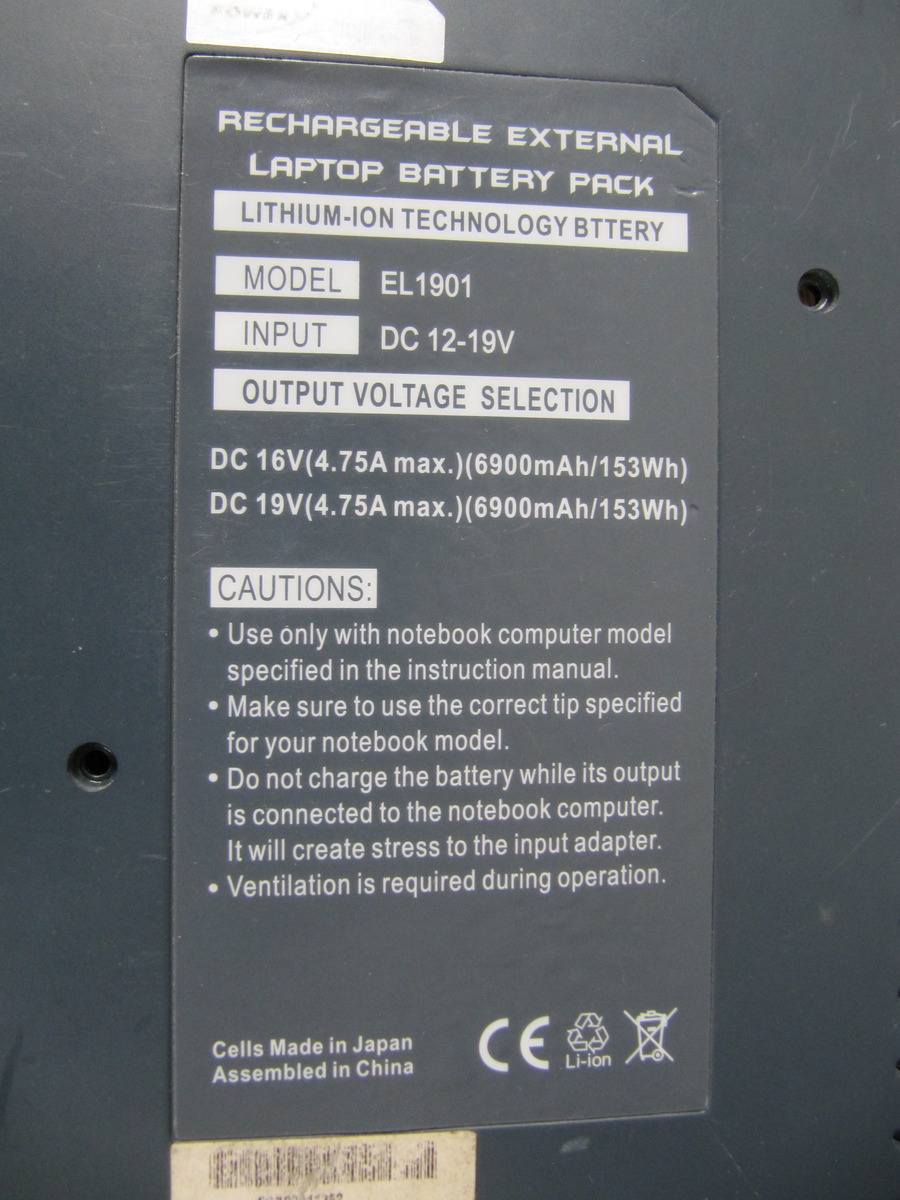 RECHARGEABLE EXTERNAL
LAPTOP BATTERY PACK
LITHIUM-ION TECHNOLOGY BTTERY
MODEL EL1901
INPUT DC 12-19V
OUTPUT VOLTAGE SELECTION
DC 16V(4.75A max.)(6900mAh/153Wh)
DC 19V(4.75A max.)(6900mAh/153Wh)
CAUTIONS:
• Use only with notebook computer model
specified in the instruction manual.
• Make sure to use the correct tip specified
for your notebook model.
• Do not charge the battery while its output
is connected to the notebook computer.
It will create stress to the input adapter.
• Ventilation is required during operation.
Cells Made in Japan
Assembled in China
CE
Li-ion